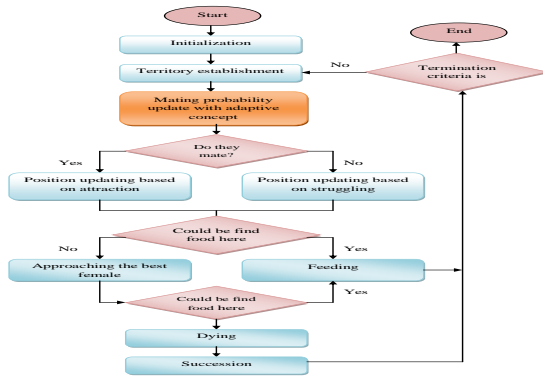 Start
End
Initialization
No
Territory establishment
Termination
criteria is
Mating probability
update with adaptive
concept
Do they
mate?
Yes
No
Position updating based
on attraction
Position updating based
on struggling
Could be find
food here
No
Yes
Approaching the best
female
Feeding
Could be find
food here
Yes
Dying
Succession